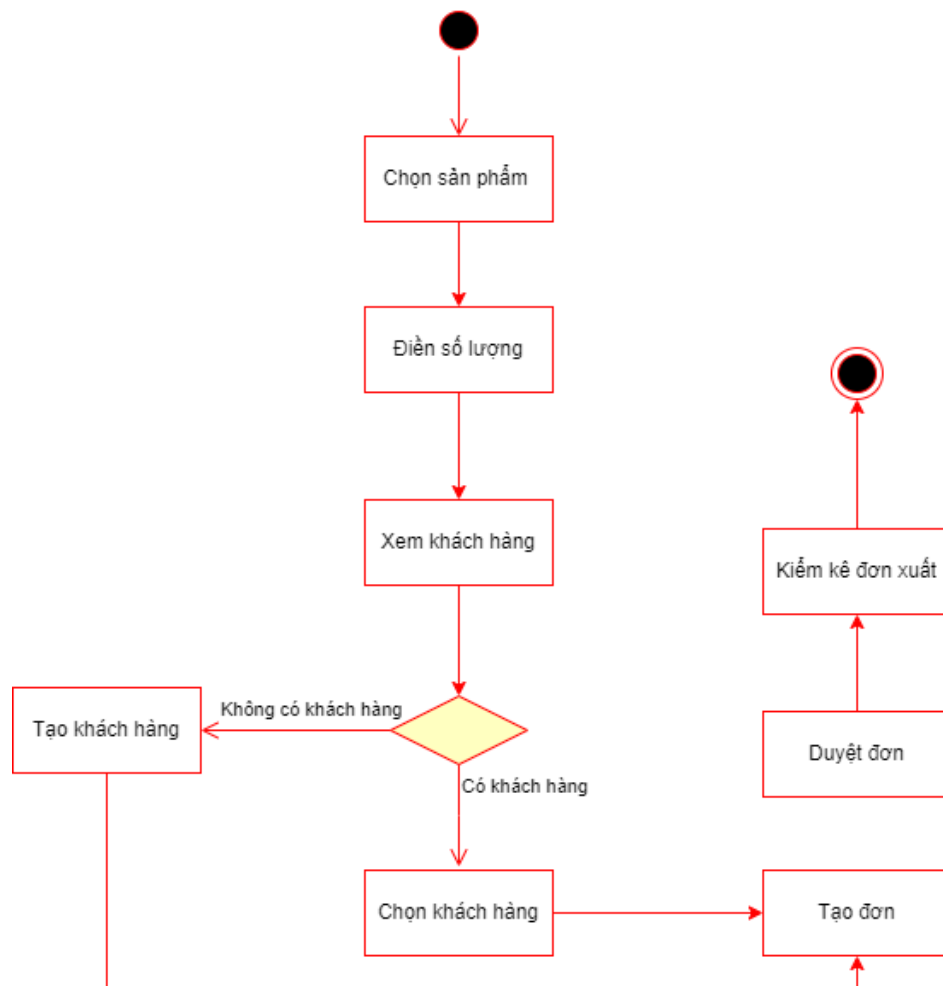 Chọn sản phẩm
Điền số lượng
Xem khách hàng
Kiểm kê đơn xuất
Không có khách hàng
Tạo khách hàng
Duyệt đơn
Có khách hàng
Chọn khách hàng
Tạo đơn